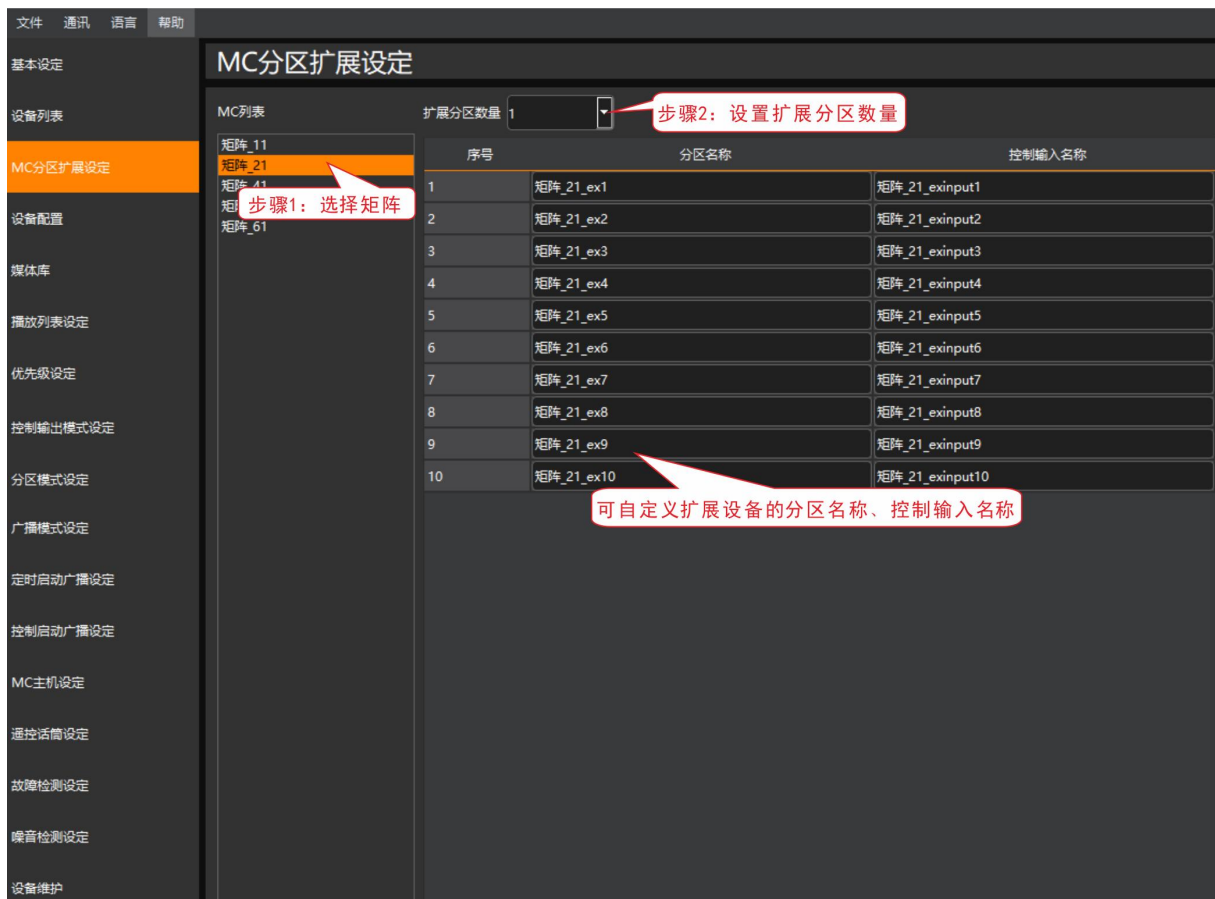 文件 通讯 语言 帮助
基本设定
设备列表
MC分区扩展设定
设备配置
媒体库
播放列表设定
优先级设定
控制输出模式设定
分区模式设定
广播模式设定
定时启动广播设定
控制启动广播设定
MC主机设定
遥控话筒设定
故障检测设定
噪音检测设定
设备维护
MC分区扩展设定
MC列表
矩阵_11
矩阵_21
矩阵_41
矩阵_61
步骤1：选择矩阵
扩展分区数量 1
步骤2：设置扩展分区数量
序号 分区名称 控制输入名称
1 矩阵_21_ex1 矩阵_21_exinput1
2 矩阵_21_ex2 矩阵_21_exinput2
3 矩阵_21_ex3 矩阵_21_exinput3
4 矩阵_21_ex4 矩阵_21_exinput4
5 矩阵_21_ex5 矩阵_21_exinput5
6 矩阵_21_ex6 矩阵_21_exinput6
7 矩阵_21_ex7 矩阵_21_exinput7
8 矩阵_21_ex8 矩阵_21_exinput8
9 矩阵_21_ex9 矩阵_21_exinput9
10 矩阵_21_ex10 矩阵_21_exinput10
可自定义扩展设备的分区名称、控制输入名称